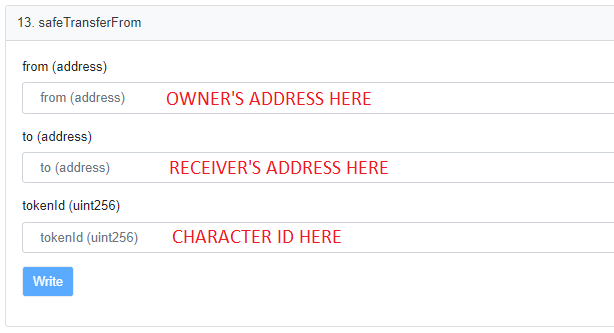 13. safeTransferFrom
from (address)
from (address) OWNER'S ADDRESS HERE
to (address)
to (address) RECEIVER'S ADDRESS HERE
tokenId (uint256)
tokenId (uint256) CHARACTER ID HERE
Write